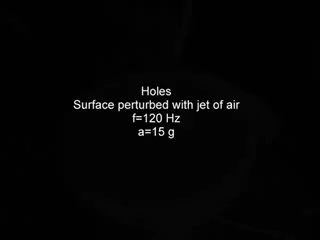 Holes
Surface perturbed with jet of air
f=120 Hz
a=15 g